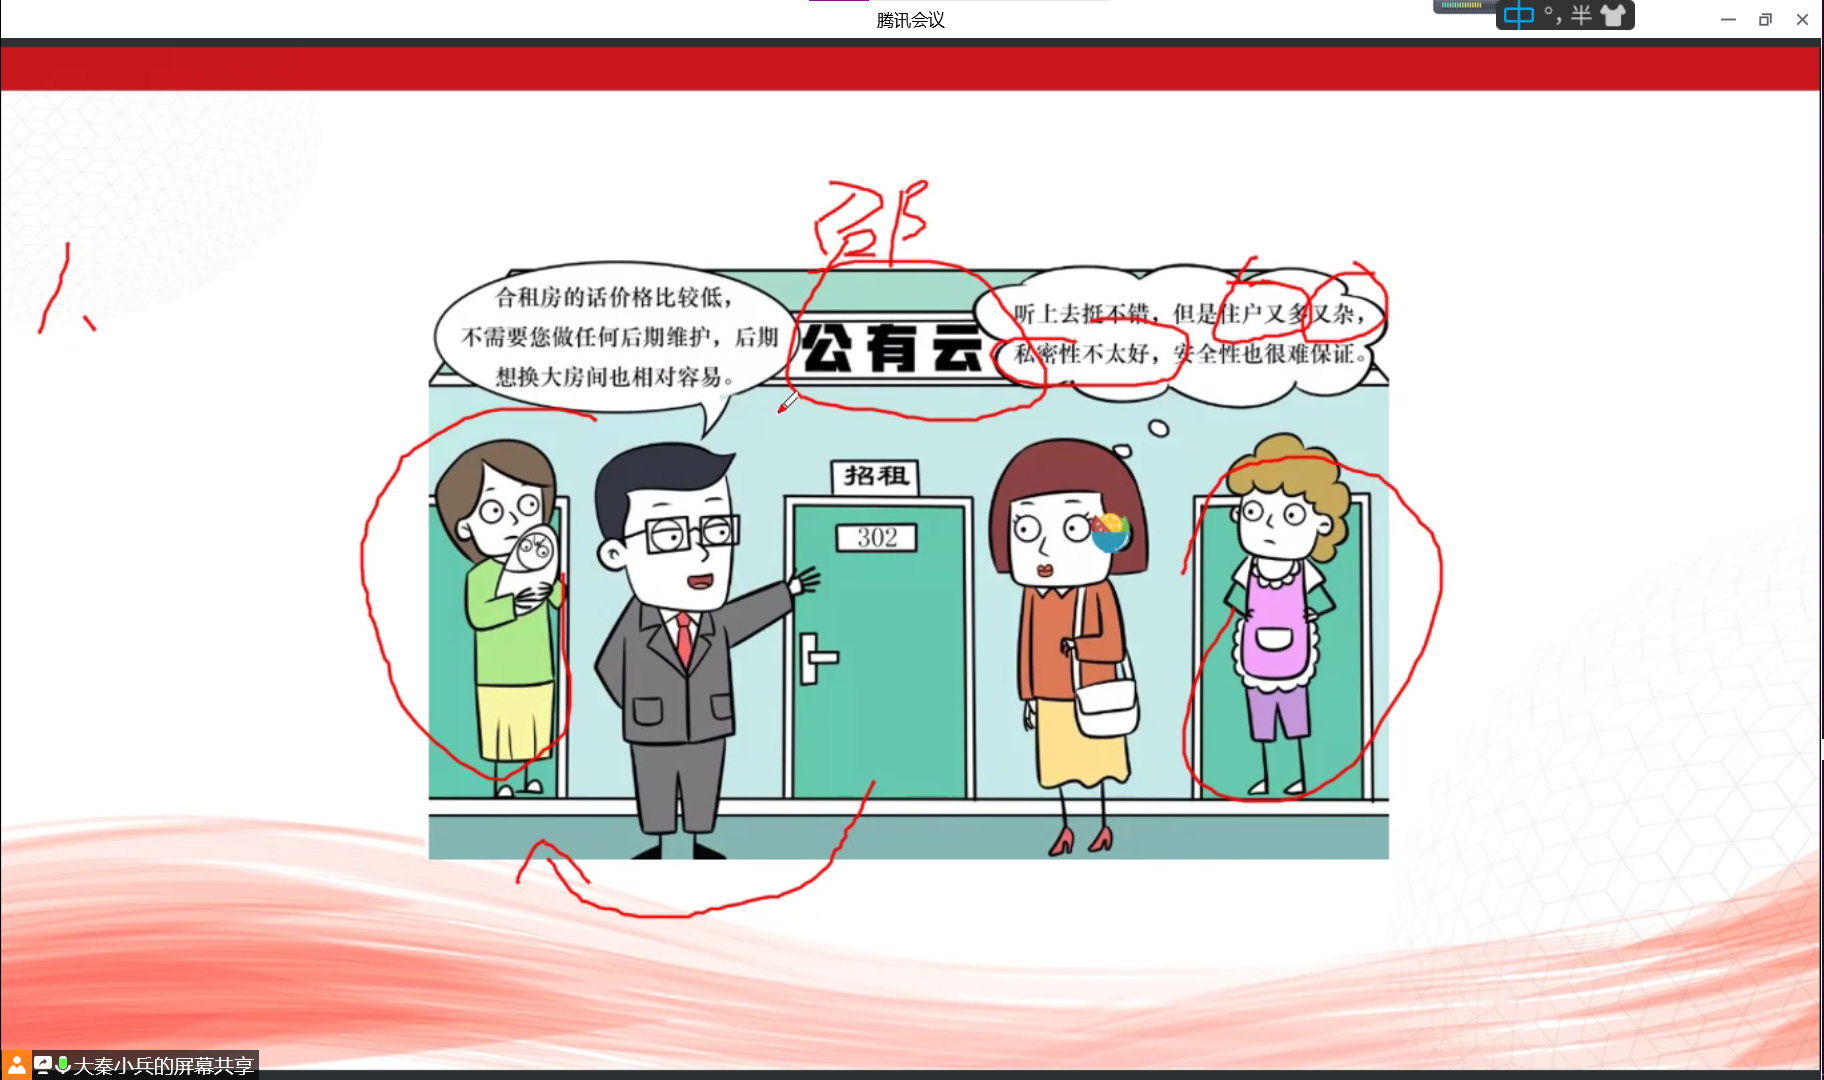 腾讯会议
中 °, 半
合租房的话价格比较低，
不需要您做任何后期维护，后期
想换大房间也相对容易。
公有云
听上去挺不错，但是住户又多又杂，
私密性不太好，安全性也很难保证。
招租
302
大秦小兵的屏幕共享